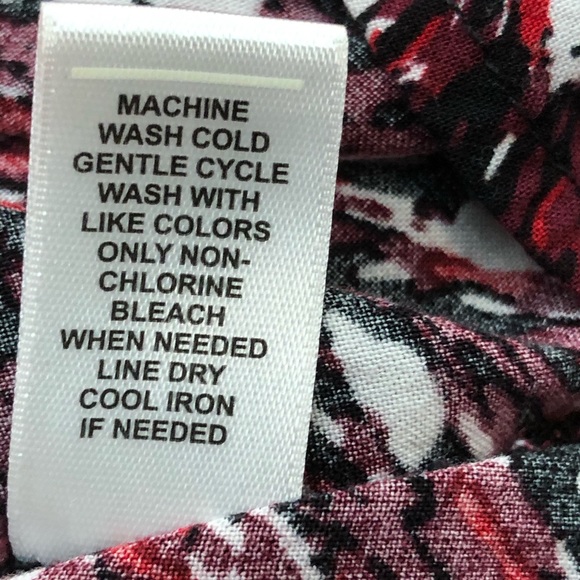 MACHINE
WASH COLD
GENTLE CYCLE
WASH WITH
LIKE COLORS
ONLY NON-
CHLORINE
BLEACH
WHEN NEEDED
LINE DRY
COOL IRON
IF NEEDED